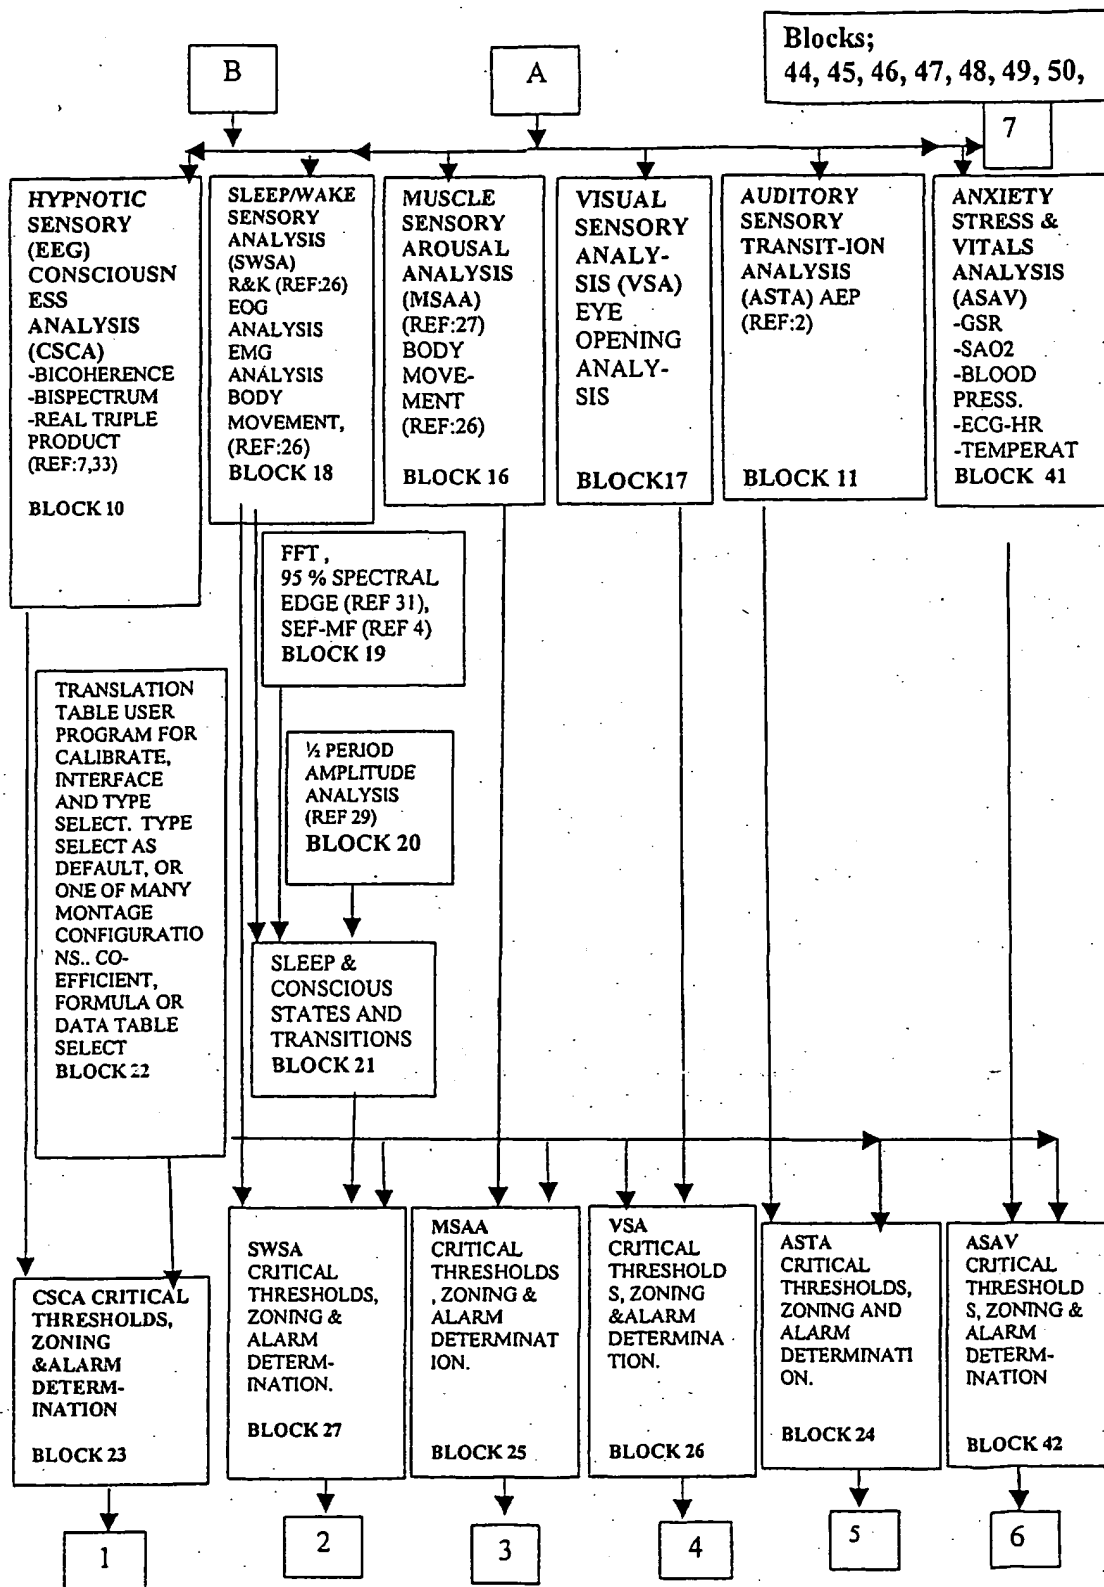 B
A
Blocks;
44, 45, 46, 47, 48, 49, 50,
7
HYPNOTIC
SENSORY
(EEG)
CONSCIOUSN
ESS
ANALYSIS
(CSCA)
-BICOHERENCE
-BISPECTRUM
-REAL TRIPLE
PRODUCT
(REF:7,33)
BLOCK 10
SLEEP/WAKE
SENSORY
ANALYSIS
(SWSA)
R&K (REF:26)
EOG
ANALYSIS
EMG
ANALYSIS
BODY
MOVEMENT,
(REF:26)
BLOCK 18
MUSCLE
SENSORY
AROUSAL
ANALYSIS
(MSAA)
(REF:27)
BODY
MOVE-
MENT
(REF:26)
BLOCK 16
VISUAL
SENSORY
ANALY-
SIS (VSA)
EYE
OPENING
ANALY-
SIS
BLOCK17
AUDITORY
SENSORY
TRANSIT-ION
ANALYSIS
(ASTA) AEP
(REF:2)
BLOCK 11
ANXIETY
STRESS &
VITALS
ANALYSIS
(ASAV)
-GSR
-SAO2
-BLOOD
PRESS.
-ECG-HR
-TEMPERAT
BLOCK 41
FFT,
95 % SPECTRAL
EDGE (REF 31),
SEF-MF (REF 4)
BLOCK 19
TRANSLATION
TABLE USER
PROGRAM FOR
CALIBRATE,
INTERFACE
AND TYPE
SELECT. TYPE
SELECT AS
DEFAULT, OR
ONE OF MANY
MONTAGE
CONFIGURATIO
NS.. CO-
EFFICIENT,
FORMULA OR
DATA TABLE
SELECT
BLOCK 22
½ PERIOD
AMPLITUDE
ANALYSIS
(REF 29)
BLOCK 20
SLEEP &
CONSCIOUS
STATES AND
TRANSITIONS
BLOCK 21
CSCA CRITICAL
THRESHOLDS,
ZONING
&ALARM
DETERM-
INATION
BLOCK 23
SWSA
CRITICAL
THRESHOLDS,
ZONING &
ALARM
DETERM-
INATION.
BLOCK 27
MSAA
CRITICAL
THRESHOLDS
, ZONING &
ALARM
DETERMINAT
ION.
BLOCK 25
VSA
CRITICAL
THRESHOLD
S, ZONING
&ALARM
DETERMINA
TION.
BLOCK 26
ASTA
CRITICAL
THRESHOLDS,
ZONING AND
ALARM
DETERMINATI
ON.
BLOCK 24
ASAV
CRITICAL
THRESHOLD
S, ZONING &
ALARM
DETERM-
INATION
BLOCK 42
1
2
3
4
5
6